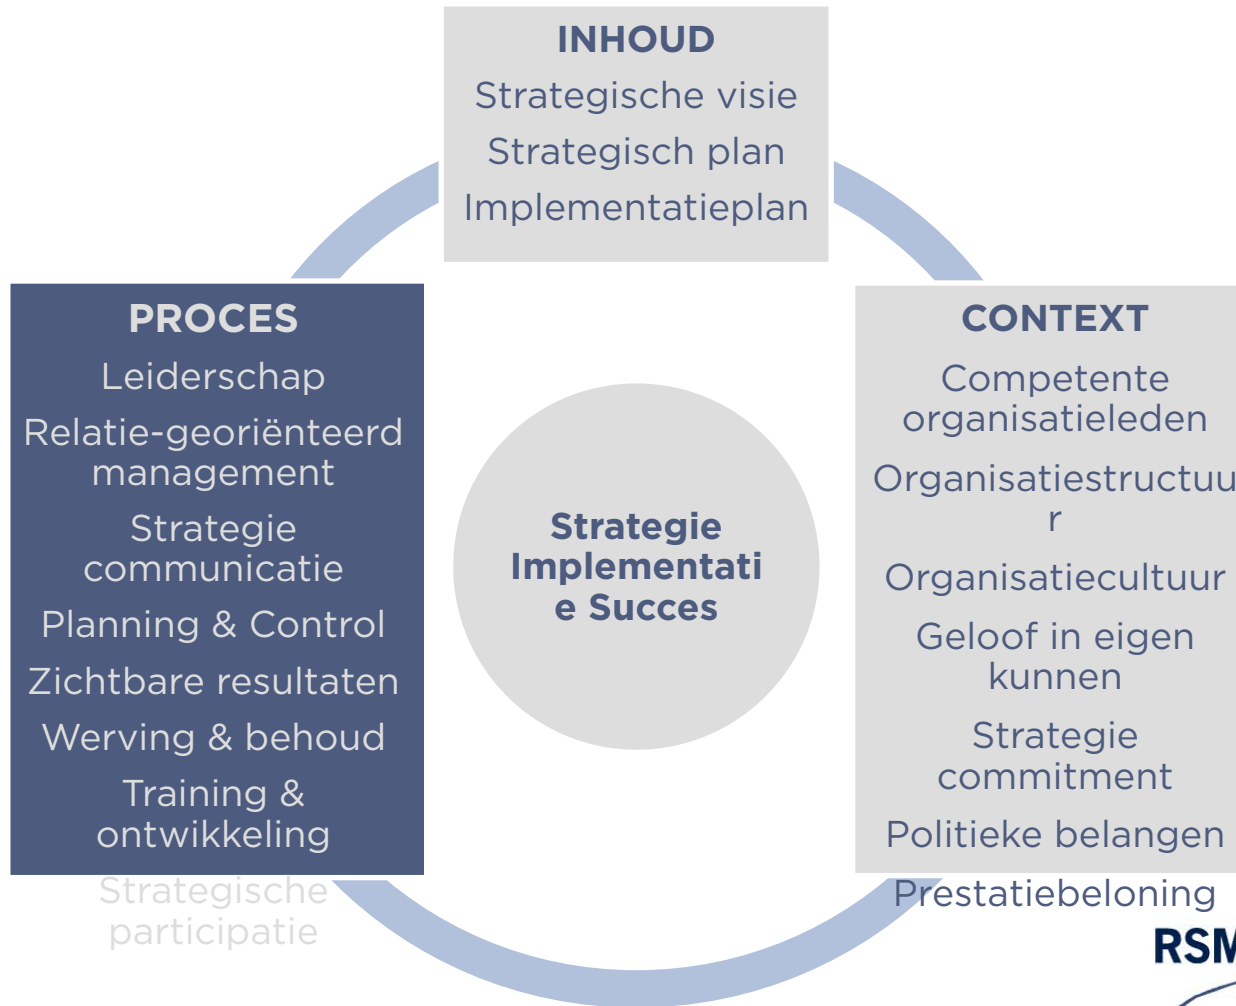 INHOUD
Strategische visie
Strategisch plan
Implementatieplan
PROCES
Leiderschap
Relatie-georiënteerd
management
Strategie
communicatie
Planning & Control
Zichtbare resultaten
Werving & behoud
Training &
ontwikkeling
Strategische
participatie
Strategie
Implementati
e Succes
CONTEXT
Competente
organisatieleden
Organisatiestructuu
r
Organisatiecultuur
Geloof in eigen
kunnen
Strategie
commitment
Politieke belangen
Prestatiebeloning
RSM